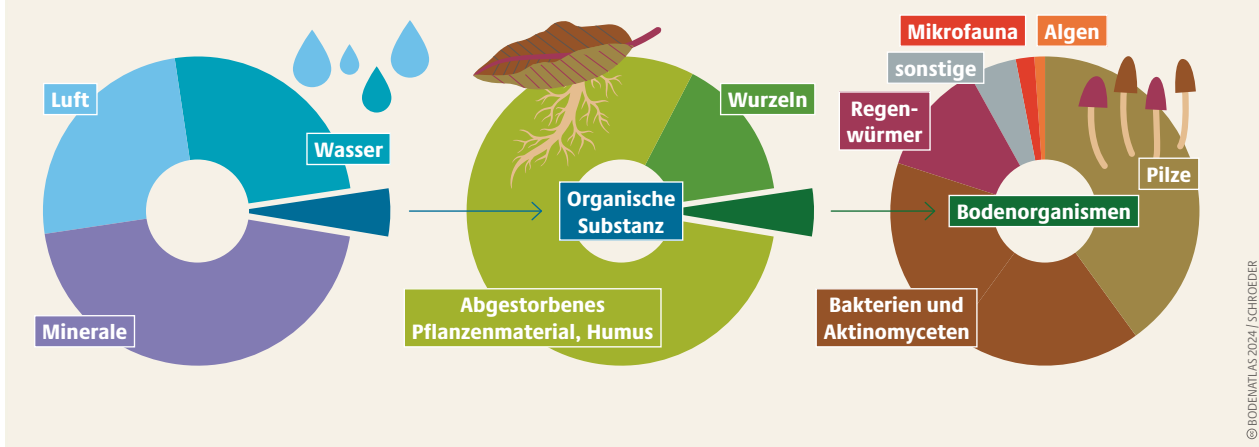 Luft
Wasser
Minerale
Wurzeln
Organische
Substanz
Abgestorbenes
Pflanzenmaterial, Humus
Mikrofauna
Algen
sonstige
Regen-
würmer
Pilze
Bodenorganismen
Bakterien und
Aktinomyceten
© BODENATLAS 2024 / SCHROEDER